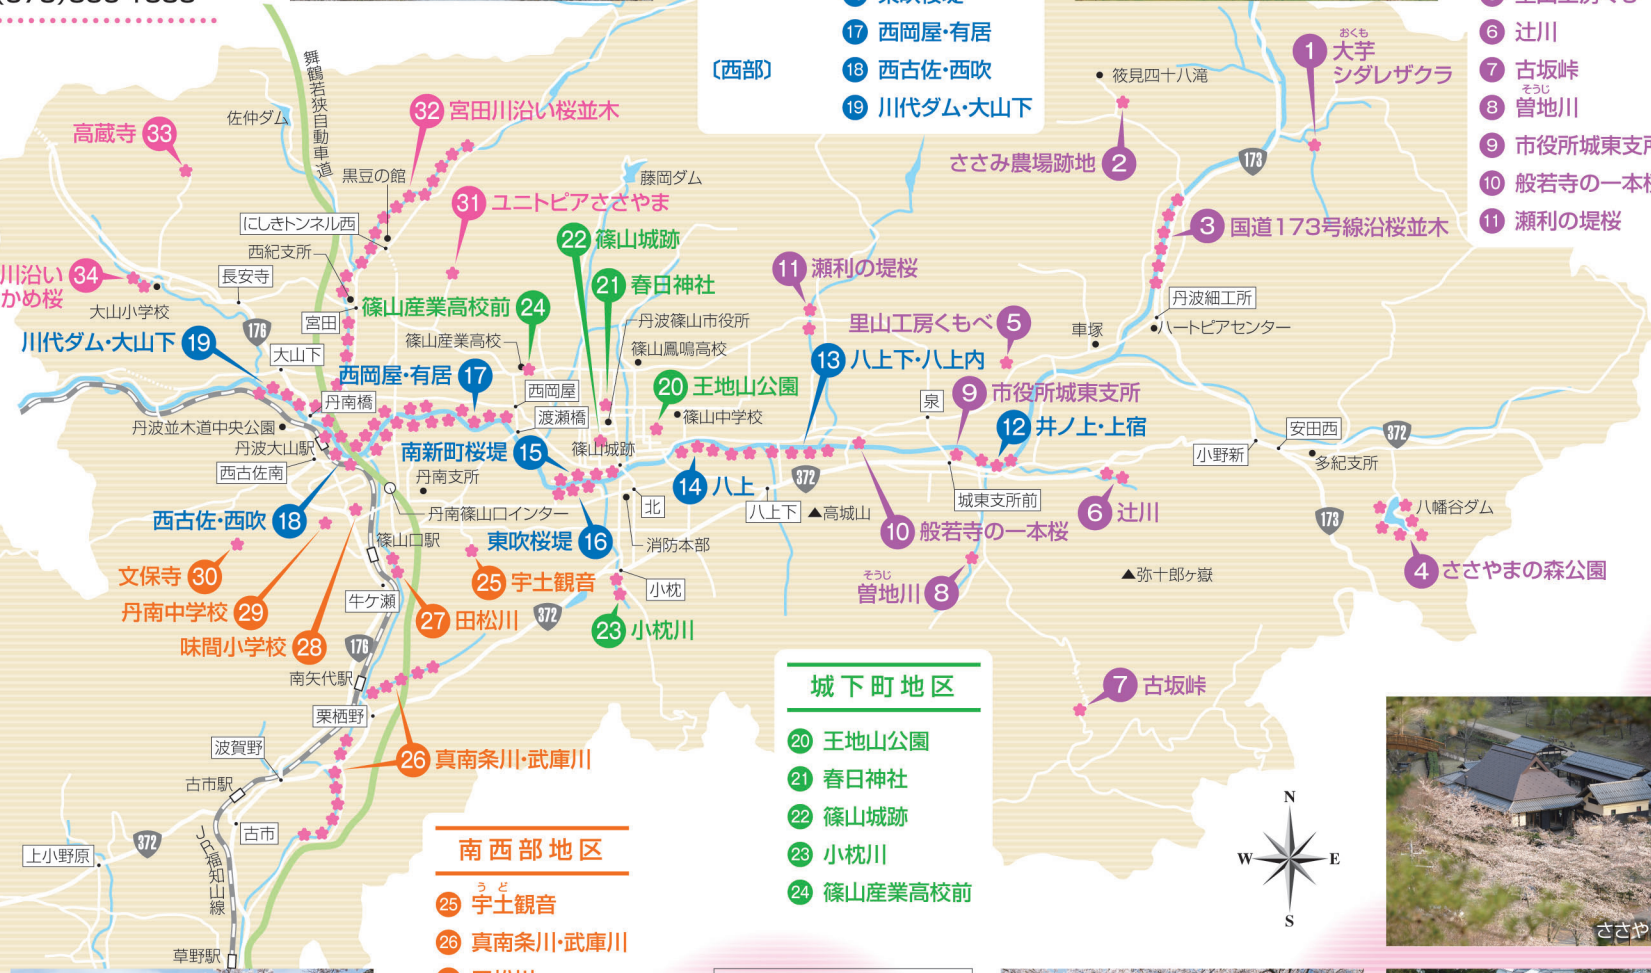 舞鶴若狭自動車道
佐仲ダム
高蔵寺 33
32 宮田川沿い桜並木
黒豆の館
31 ユニトピアささやま
藤岡ダム
にしきトンネル西
西紀支所
長安寺
川沿い 34
かめ桜
大山小学校
宮田
176
大山下
川代ダム・大山下 19
22 篠山城跡
21 春日神社
篠山産業高校前 24
丹波篠山市役所
篠山産業高校
篠山鳳鳴高校
西岡屋・有居 17
20 王地山公園
西岡屋
渡瀬橋
篠山中学校
丹南橋
丹波並木道中央公園
丹波大山駅
西古佐南
南新町桜堤 15
篠山城跡
丹南支所
14 八上
372
八上下
高城山
北
西古佐・西吹 18
丹南篠山口インター
篠山口駅
東吹桜堤 16
消防本部
文保寺 30
25 宇土観音
小枕
丹南中学校 29
牛ケ瀬
27 田松川
372
23 小枕川
味間小学校 28
176
南矢代駅
栗栖野
波賀野
26 真南条川・武庫川
古市駅
古市
372
上小野原
JR福知山線
草野駅
17 西岡屋・有居
〔西部〕
18 西古佐・西吹
19 川代ダム・大山下
筱見四十八滝
おくも
1 大芋
シダレザクラ
ささみ農場跡地 2
173
3 国道173号線沿桜並木
11 瀬利の堤桜
丹波細工所
ハートピアセンター
里山工房くもべ 5
車塚
13 八上下・八上内
9 市役所城東支所
泉
12 井ノ上・上宿
小野新
安田西
372
多紀支所
城東支所前
6 辻川
10 般若寺の一本桜
173
八幡谷ダム
4 ささやまの森公園
弥十郎ヶ嶽
そうじ
曽地川 8
7 古坂峠
6 辻川
7 古坂峠
そうじ
8 曽地川
9 市役所城東支所
10 般若寺の一本桜
11 瀬利の堤桜
城下町地区
20 王地山公園
21 春日神社
22 篠山城跡
23 小枕川
24 篠山産業高校前
南西部地区
うど
25 宇土観音
26 真南条川・武庫川
N
W E
S
ささや